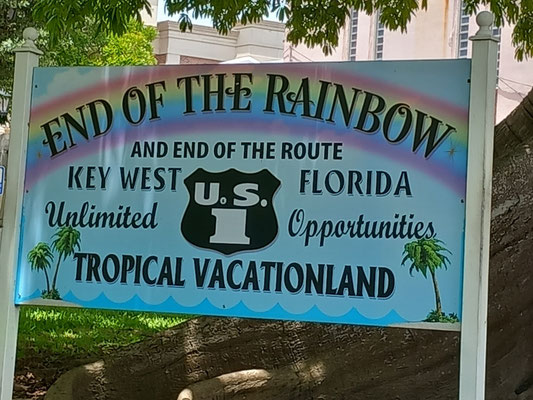 END OF THE RAINBOW
AND END OF THE ROUTE
KEY WEST U.S. 1 FLORIDA
Unlimited Opportunities
TROPICAL VACATIONLAND